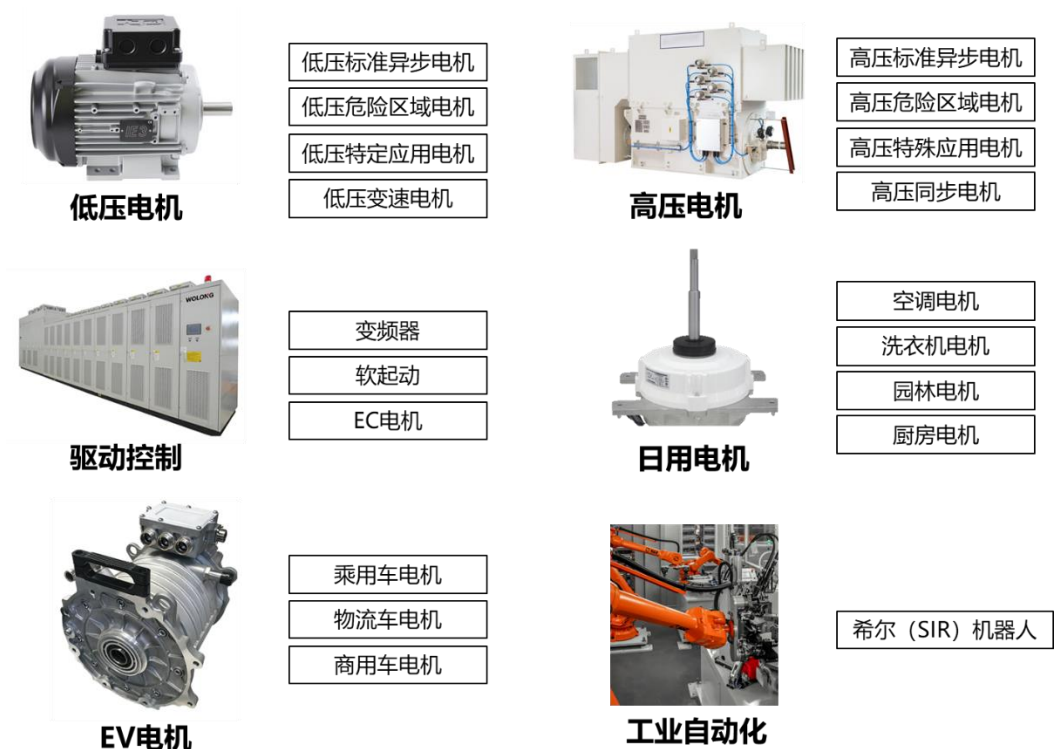 低压标准异步电机
低压危险区域电机
低压特定应用电机
低压变速电机
低压电机
高压标准异步电机
高压危险区域电机
高压特殊应用电机
高压同步电机
高压电机
WOLONG
变频器
软起动
EC电机
驱动控制
空调电机
洗衣机电机
园林电机
厨房电机
日用电机
乘用车电机
物流车电机
商用车电机
EV电机
希尔（SIR）机器人
工业自动化
IE3